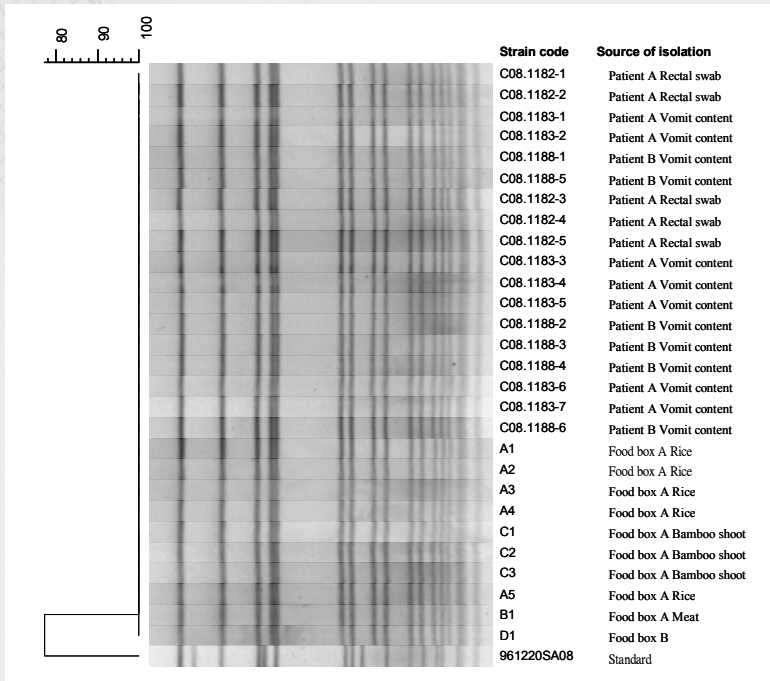 80 90 100
Strain code Source of isolation
C08.1182-1 Patient A Rectal swab
C08.1182-2 Patient A Rectal swab
C08.1183-1 Patient A Vomit content
C08.1183-2 Patient A Vomit content
C08.1188-1 Patient B Vomit content
C08.1188-5 Patient B Vomit content
C08.1182-3 Patient A Rectal swab
C08.1182-4 Patient A Rectal swab
C08.1182-5 Patient A Rectal swab
C08.1183-3 Patient A Vomit content
C08.1183-4 Patient A Vomit content
C08.1183-5 Patient A Vomit content
C08.1188-2 Patient B Vomit content
C08.1188-3 Patient B Vomit content
C08.1188-4 Patient B Vomit content
C08.1183-6 Patient A Vomit content
C08.1183-7 Patient A Vomit content
C08.1188-6 Patient B Vomit content
A1 Food box A Rice
A2 Food box A Rice
A3 Food box A Rice
A4 Food box A Rice
C1 Food box A Bamboo shoot
C2 Food box A Bamboo shoot
C3 Food box A Bamboo shoot
A5 Food box A Rice
B1 Food box A Meat
D1 Food box B
961220SA08 Standard